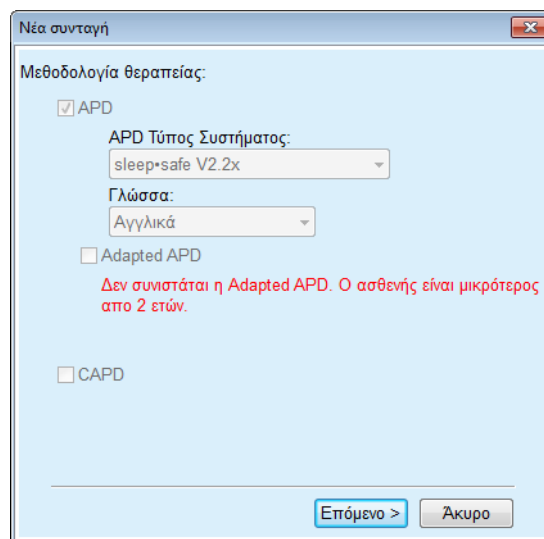 Νέα συνταγή
Μεθοδολογία θεραπείας:
APD
APD Τύπος Συστήματος:
sleep•safe V2.2x
Γλώσσα:
Αγγλικά
Adapted APD
Δεν συνιστάται η Adapted APD. Ο ασθενής είναι μικρότερος
απο 2 ετών.
CAPD
Επόμενο >
Άκυρο